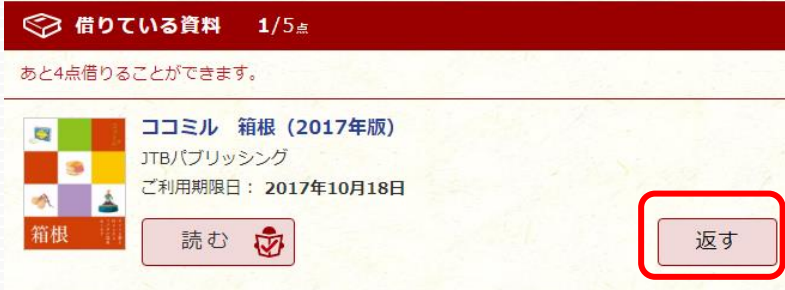 借りている資料 1/5点
あと4点借りることができます。
ココミル 箱根（2017年版）
JTBパブリッシング
ご利用期限日： 2017年10月18日
箱根
読む
返す